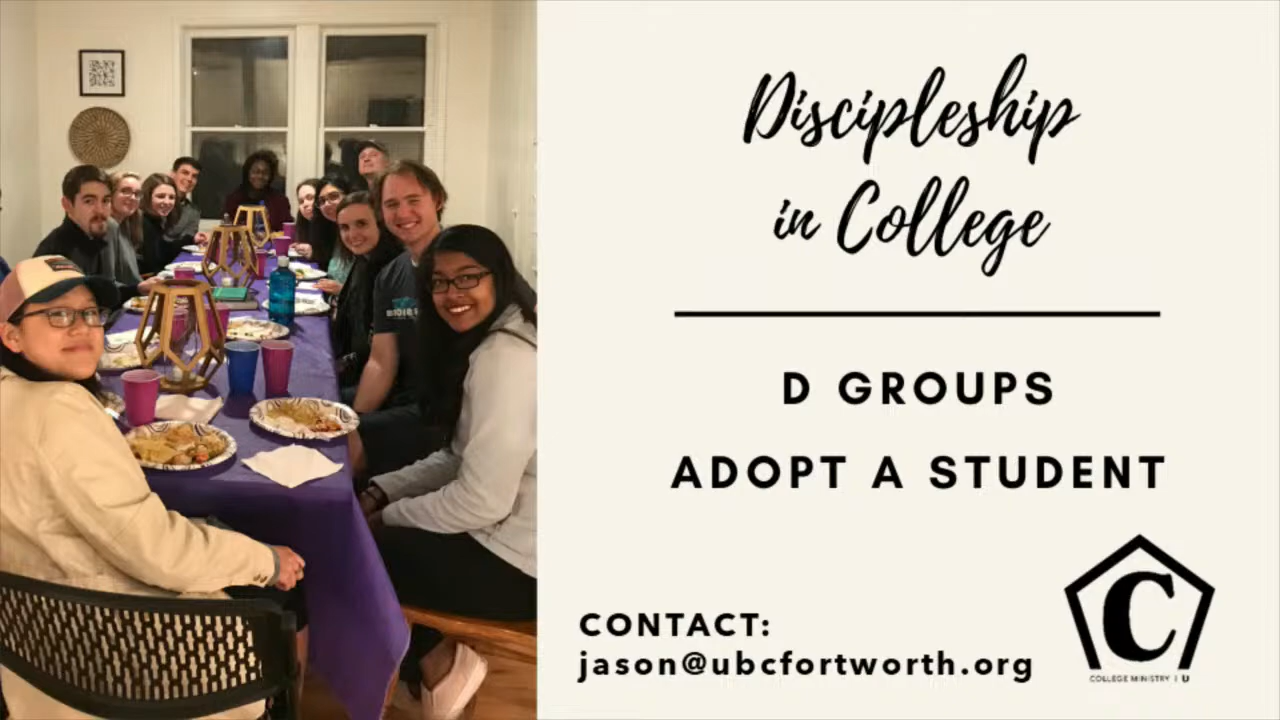 Discipleship
in College
D GROUPS
ADOPT A STUDENT
CONTACT:
jason@ubcfortworth.org
C
COLLEGE MINISTRY | U